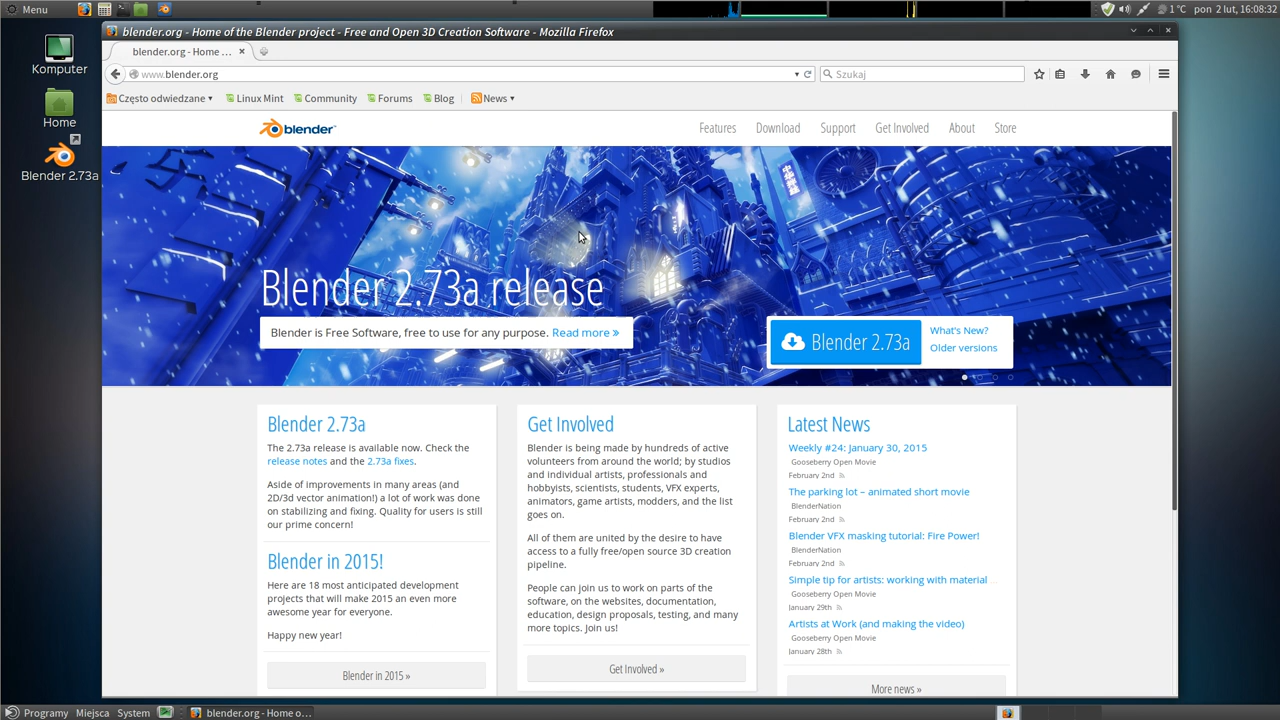 Menu
1 °C pon 2 lut, 16:08:32
blender.org - Home of the Blender project - Free and Open 3D Creation Software - Mozilla Firefox
blender.org - Home ...
www.blender.org
Szukaj
Często odwiedzane
Linux Mint
Community
Forums
Blog
News
Komputer
Home
Blender 2.73a
blender
Features
Download
Support
Get Involved
About
Store
Blender 2.73a release
Blender is Free Software, free to use for any purpose. Read more »
Blender 2.73a
What's New?
Older versions
Blender 2.73a
The 2.73a release is available now. Check the
release notes and the 2.73a fixes.
Aside of improvements in many areas (and
2D/3d vector animation!) a lot of work was done
on stabilizing and fixing. Quality for users is still
our prime concern!
Blender in 2015!
Here are 18 most anticipated development
projects that will make 2015 an even more
awesome year for everyone.
Happy new year!
Blender in 2015 »
Get Involved
Blender is being made by hundreds of active
volunteers from around the world; by studios
and individual artists, professionals and
hobbyists, scientists, students, VFX experts,
animators, game artists, modders, and the list
goes on.
All of them are united by the desire to have
access to a fully free/open source 3D creation
pipeline.
People can join us to work on parts of the
software, on the websites, documentation,
education, design proposals, testing, and many
more topics. Join us!
Get Involved »
Latest News
Weekly #24: January 30, 2015
Gooseberry Open Movie
February 2nd
The parking lot – animated short movie
BlenderNation
February 2nd
Blender VFX masking tutorial: Fire Power!
BlenderNation
February 2nd
Simple tip for artists: working with material
Gooseberry Open Movie
January 29th
Artists at Work (and making the video)
Gooseberry Open Movie
January 28th
More news »
Programy
Miejsca
System
blender.org - Home o...